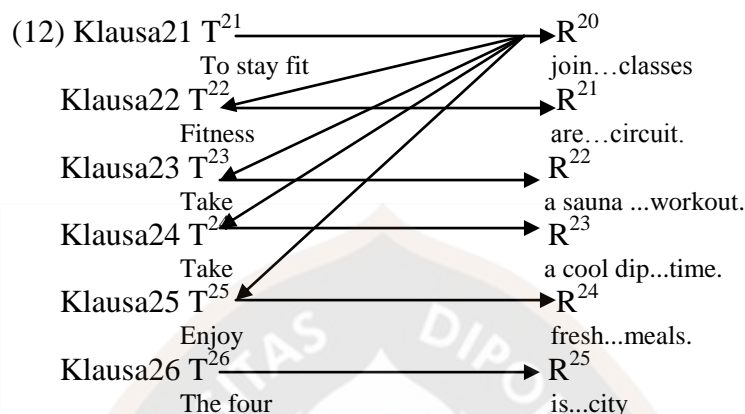 (12) Klausa21 T21 R20
To stay fit join…classes
Klausa22 T22 R21
Fitness are…circuit.
Klausa23 T23 R22
Take a sauna ...workout.
Klausa24 T24 R23
Take a cool dip...time.
Klausa25 T25 R24
Enjoy fresh...meals.
Klausa26 T26 R25
The four is...city